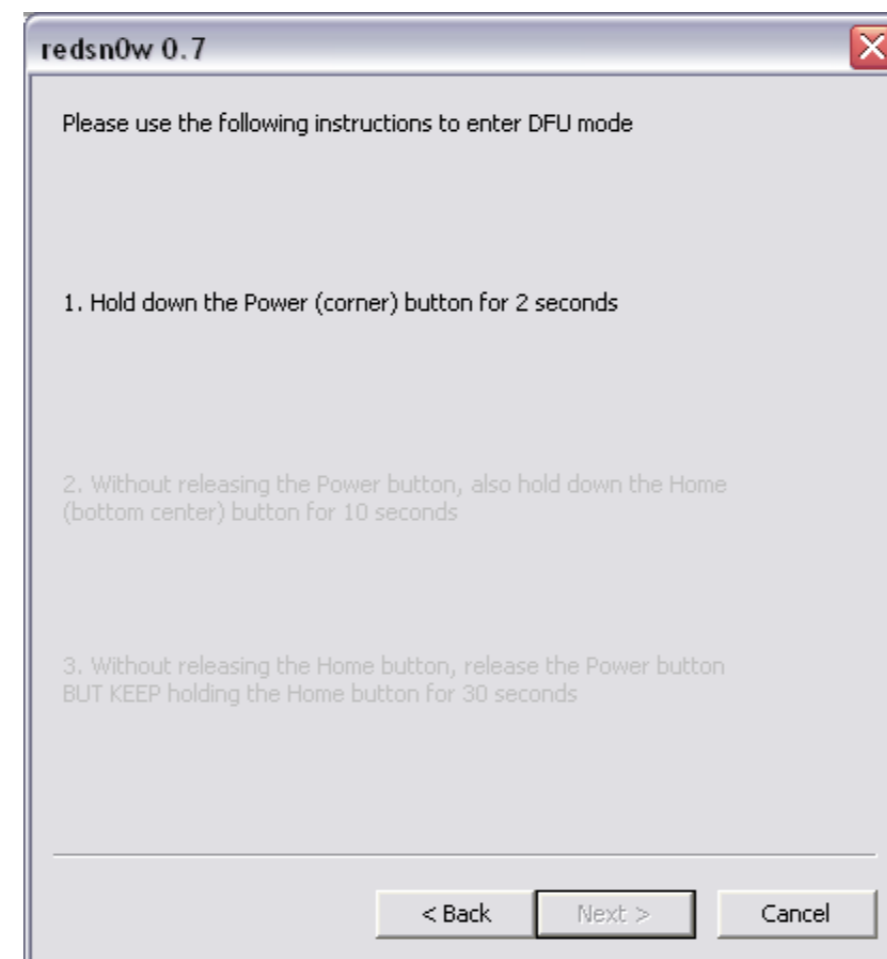 redsn0w 0.7
Please use the following instructions to enter DFU mode
1. Hold down the Power (corner) button for 2 seconds
2. Without releasing the Power button, also hold down the Home
(bottom center) button for 10 seconds
3. Without releasing the Home button, release the Power button
BUT KEEP holding the Home button for 30 seconds
< Back Next > Cancel